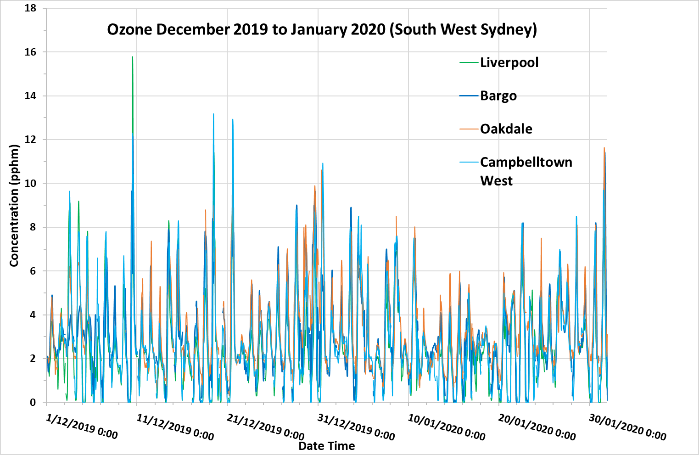 Ozone December 2019 to January 2020 (South West Sydney)
18
16
14
12
10
8
6
4
2
0
Concentration (pphm)
Liverpool
Bargo
Oakdale
Campbelltown
West
1/12/2019 0:00
11/12/2019 0:00
21/12/2019 0:00
31/12/2019 0:00
10/01/2020 0:00
20/01/2020 0:00
30/01/2020 0:00
Date Time